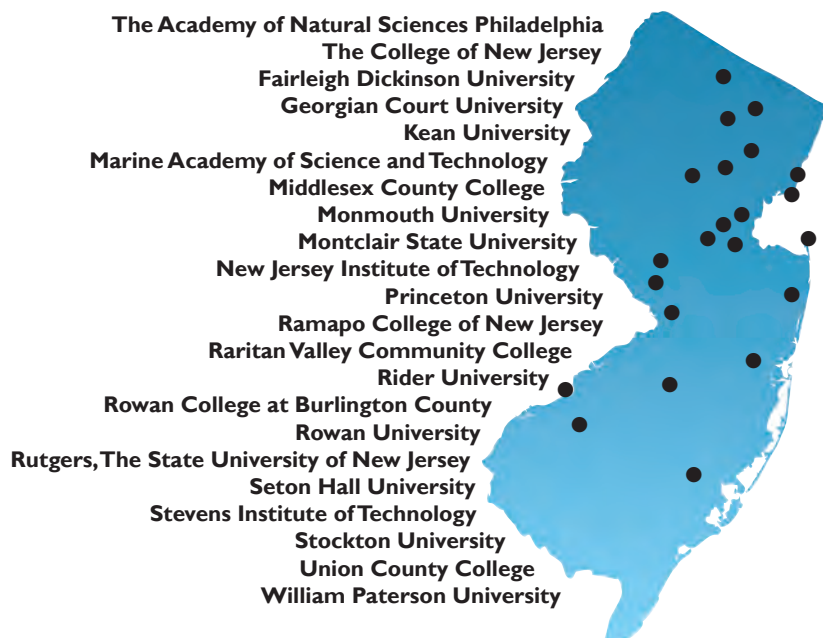 The Academy of Natural Sciences Philadelphia
The College of New Jersey
Fairleigh Dickinson University
Georgian Court University
Kean University
Marine Academy of Science and Technology
Middlesex County College
Monmouth University
Montclair State University
New Jersey Institute of Technology
Princeton University
Ramapo College of New Jersey
Raritan Valley Community College
Rider University
Rowan College at Burlington County
Rowan University
Rutgers, The State University of New Jersey
Seton Hall University
Stevens Institute of Technology
Stockton University
Union County College
William Paterson University